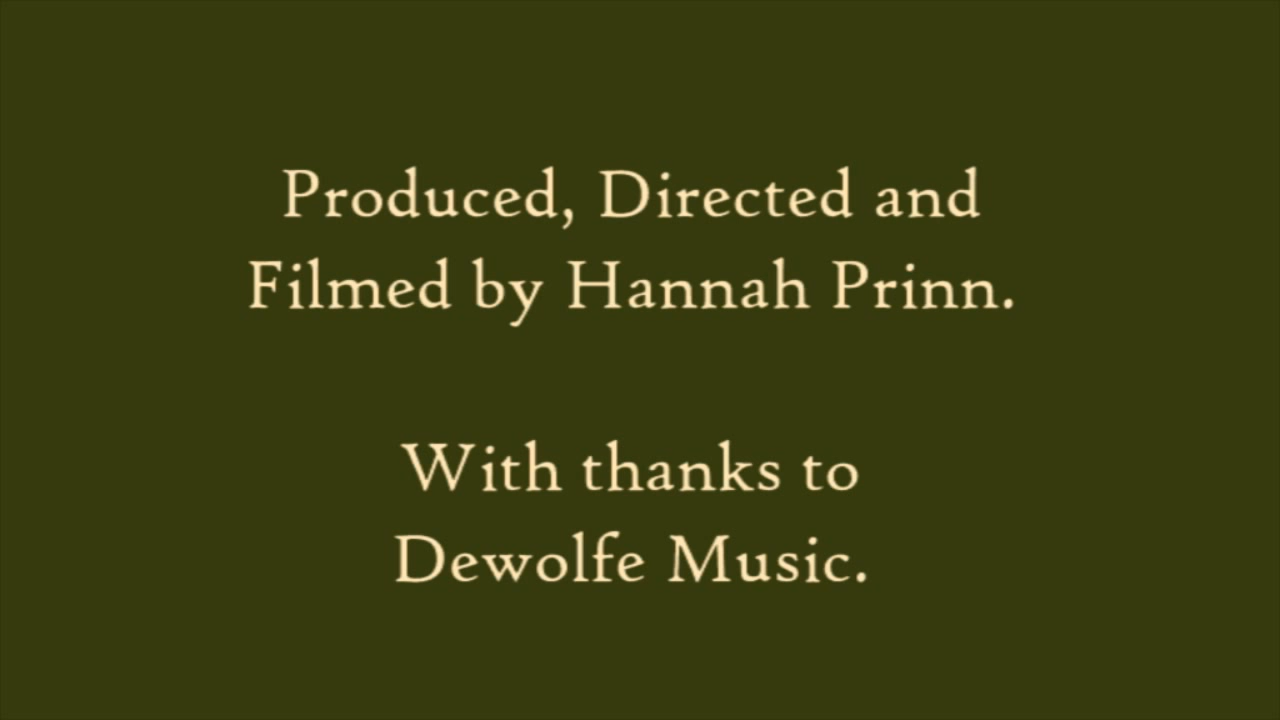 Produced, Directed and
Filmed by Hannah Prinn.
With thanks to
Dewolfe Music.